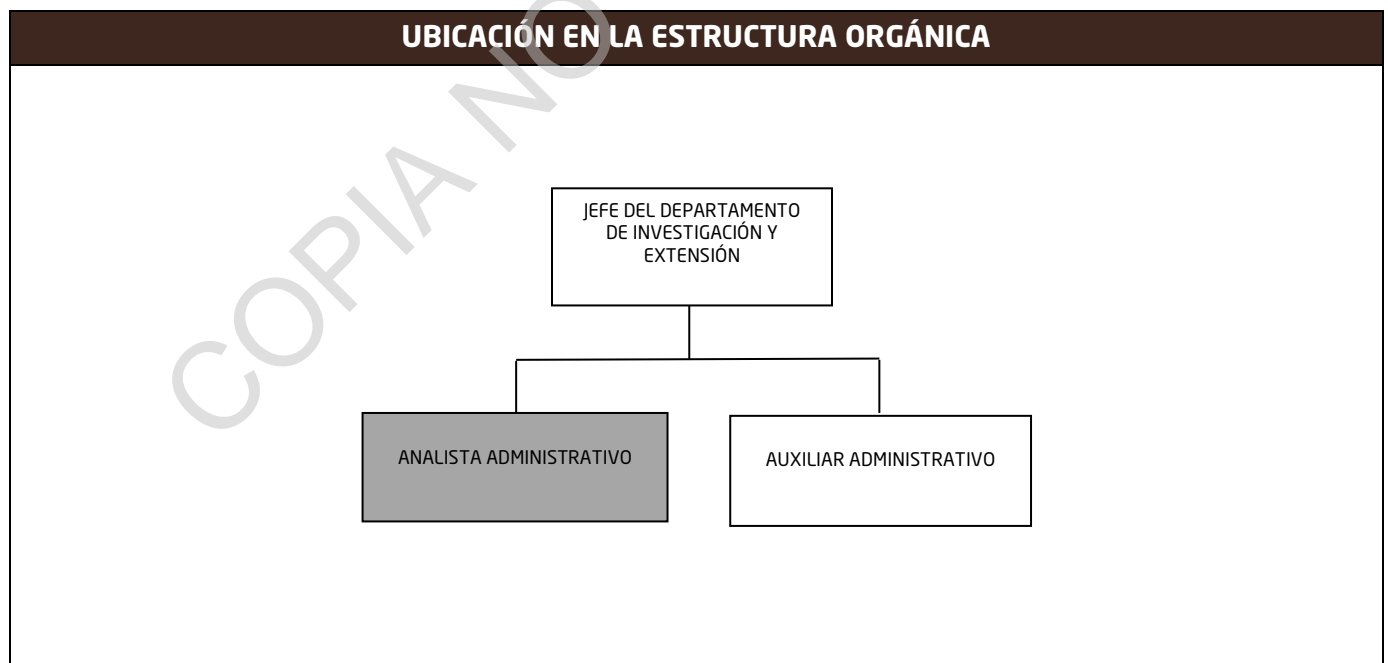 UBICACIÓN EN LA ESTRUCTURA ORGÁNICA
COPIA NO
JEFE DEL DEPARTAMENTO
DE INVESTIGACIÓN Y
EXTENSIÓN
ANALISTA ADMINISTRATIVO
AUXILIAR ADMINISTRATIVO